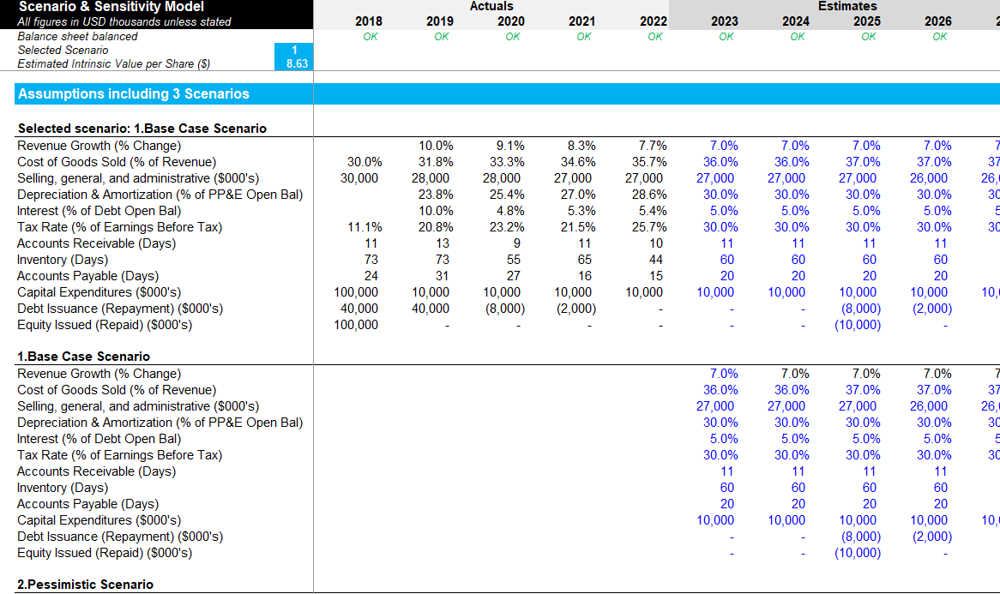 Scenario & Sensitivity Model Actuals Estimates
All figures in USD thousands unless stated 2018 2019 2020 2021 2022 2023 2024 2025 2026
Balance sheet balanced OK OK OK OK OK OK OK OK OK
Selected Scenario 1
Estimated Intrinsic Value per Share ($) 8.63
Assumptions including 3 Scenarios
Selected scenario: 1.Base Case Scenario
Revenue Growth (% Change) 10.0% 9.1% 8.3% 7.7% 7.0% 7.0% 7.0% 7.0% 7
Cost of Goods Sold (% of Revenue) 30.0% 31.8% 33.3% 34.6% 35.7% 36.0% 36.0% 37.0% 37.0% 37
Selling, general, and administrative ($000's) 30,000 28,000 28,000 27,000 27,000 27,000 27,000 27,000 26,000 26,
Depreciation & Amortization (% of PP&E Open Bal) 23.8% 25.4% 27.0% 28.6% 30.0% 30.0% 30.0% 30.0% 30
Interest (% of Debt Open Bal) 10.0% 4.8% 5.3% 5.4% 5.0% 5.0% 5.0% 5.0% 5
Tax Rate (% of Earnings Before Tax) 11.1% 20.8% 23.2% 21.5% 25.7% 30.0% 30.0% 30.0% 30.0% 30
Accounts Receivable (Days) 11 13 9 11 10 11 11 11 11
Inventory (Days) 73 73 55 65 44 60 60 60 60
Accounts Payable (Days) 24 31 27 16 15 20 20 20 20
Capital Expenditures ($000's) 100,000 10,000 10,000 10,000 10,000 10,000 10,000 10,000 10,000 10,
Debt Issuance (Repayment) ($000's) 40,000 40,000 (8,000) (2,000) - - - (8,000) (2,000)
Equity Issued (Repaid) ($000's) 100,000 - - - - - - (10,000) -
1.Base Case Scenario
Revenue Growth (% Change) 7.0% 7.0% 7.0% 7.0% 7
Cost of Goods Sold (% of Revenue) 36.0% 36.0% 37.0% 37.0% 37
Selling, general, and administrative ($000's) 27,000 27,000 27,000 26,000 26,
Depreciation & Amortization (% of PP&E Open Bal) 30.0% 30.0% 30.0% 30.0% 30
Interest (% of Debt Open Bal) 5.0% 5.0% 5.0% 5.0% 5
Tax Rate (% of Earnings Before Tax) 30.0% 30.0% 30.0% 30.0% 30
Accounts Receivable (Days) 11 11 11 11
Inventory (Days) 60 60 60 60
Accounts Payable (Days) 20 20 20 20
Capital Expenditures ($000's) 10,000 10,000 10,000 10,000 10,
Debt Issuance (Repayment) ($000's) - - (8,000) (2,000)
Equity Issued (Repaid) ($000's) - - (10,000) -
2.Pessimistic Scenario